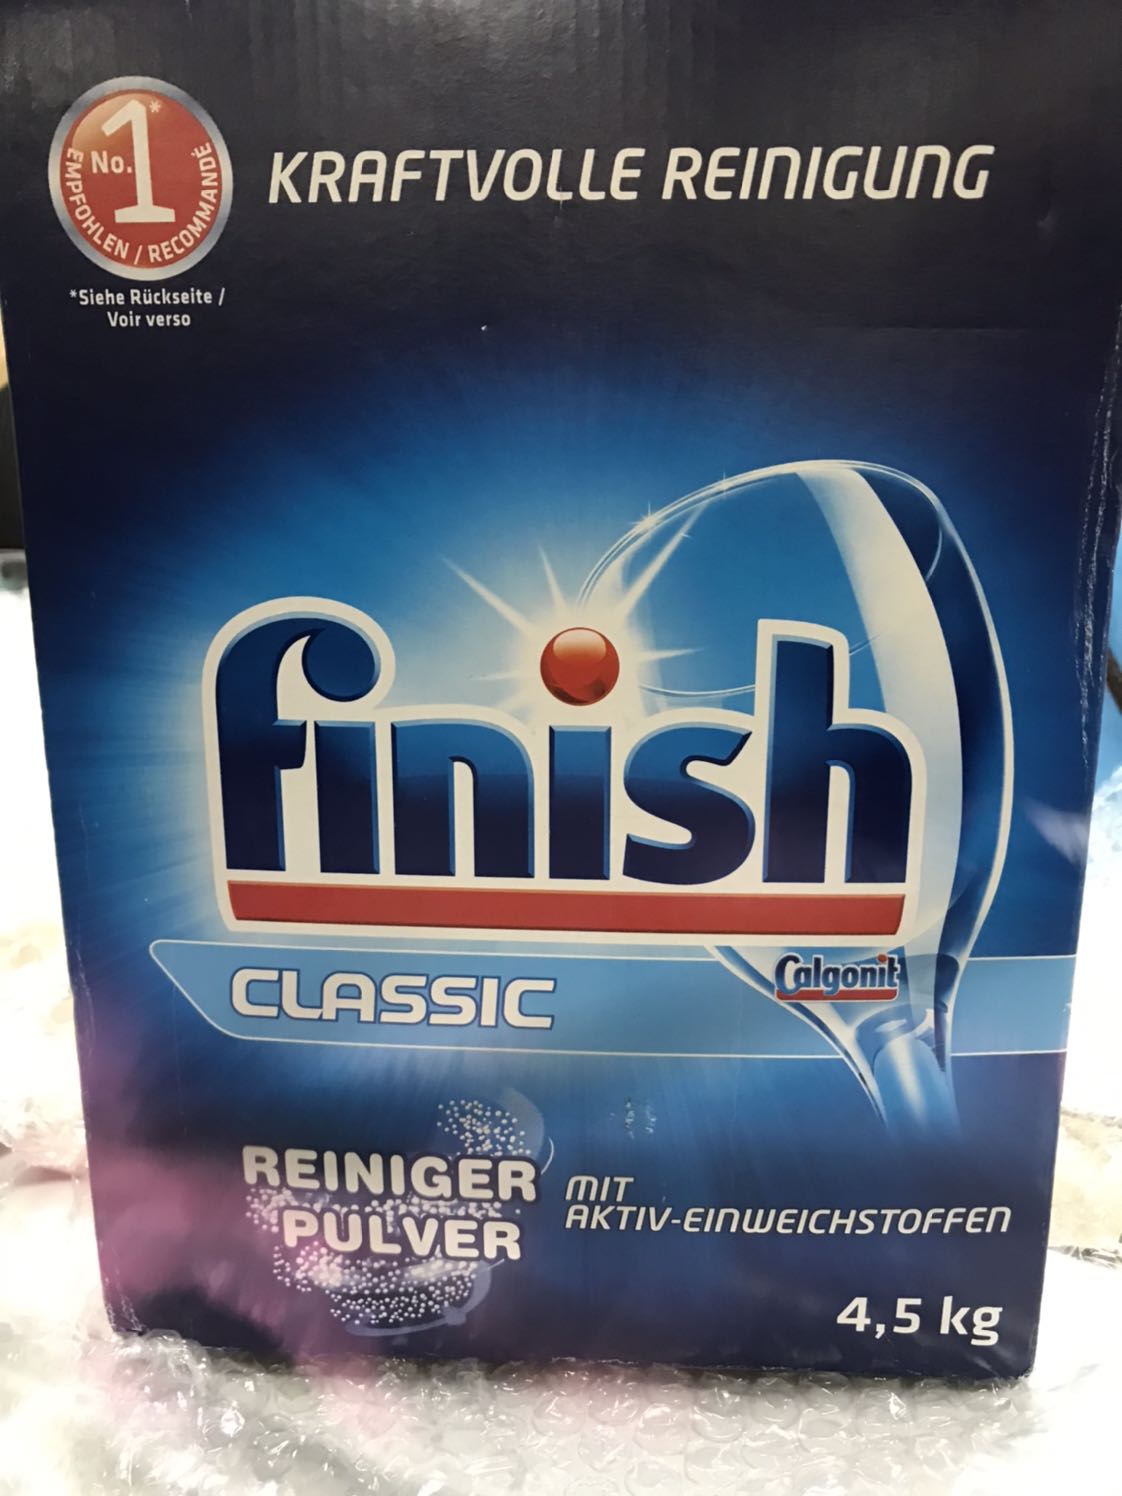 No. 1*
EMPFOHLEN / RECOMMANDÉ
*Siehe Rückseite /
Voir verso
KRAFTVOLLE REINIGUNG
finish
Calgonit
CLASSIC
REINIGER
PULVER
MIT
AKTIV-EINWEICHSTOFFEN
4,5 kg